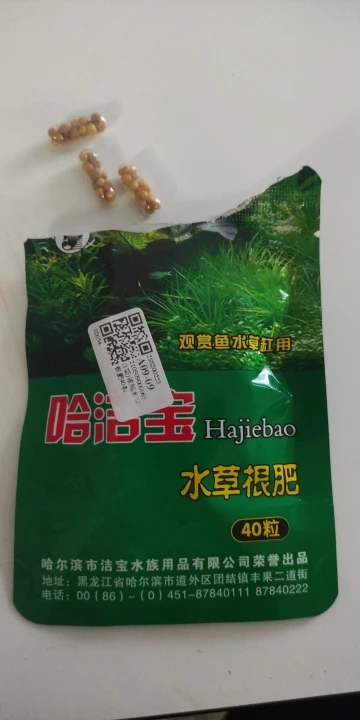 观赏鱼水草缸用
A09-69
哈洁宝 Hajiebao
水草根肥
40粒
哈尔滨市洁宝水族用品有限公司荣誉出品
地址：黑龙江省哈尔滨市道外区团结镇丰果二道街
电话：00(86)-(0)451-87840111 87840222